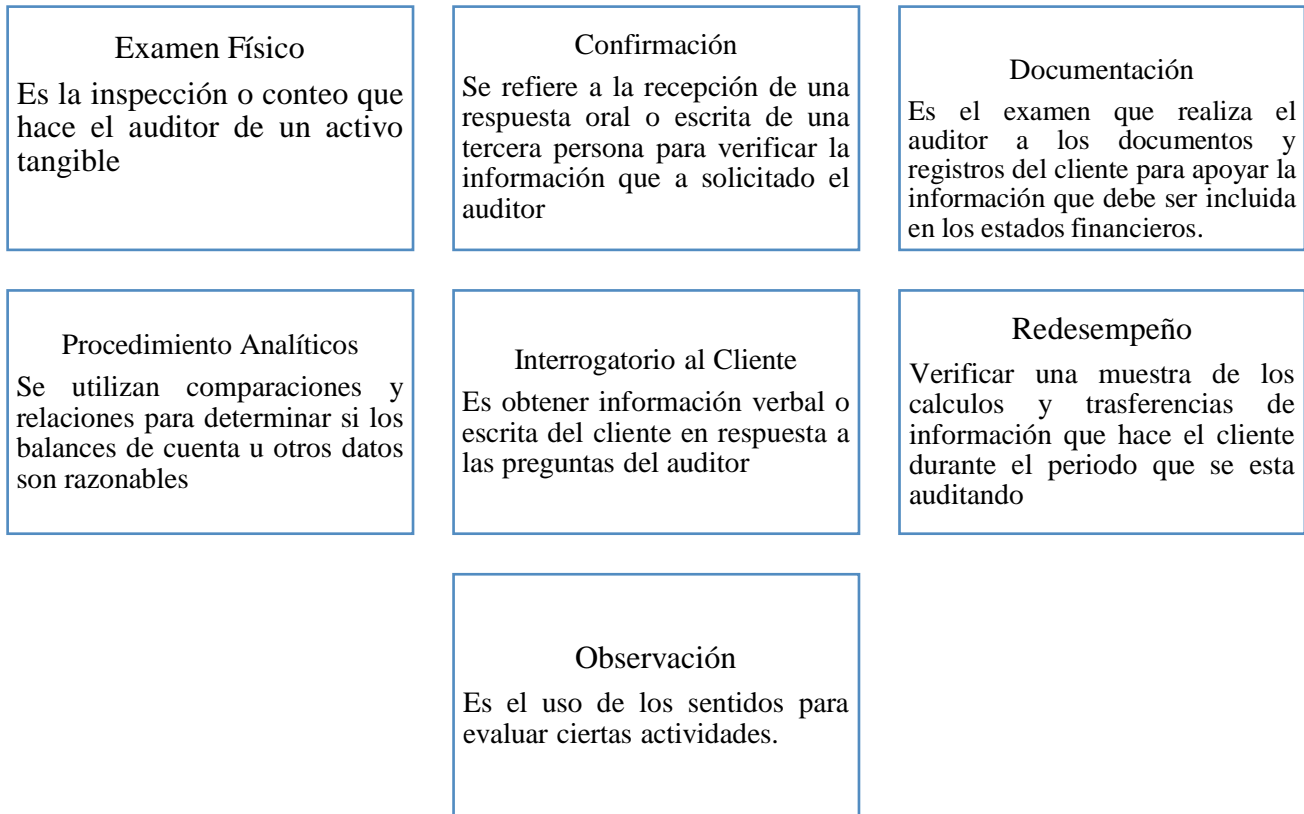 Examen Físico
Es la inspección o conteo que
hace el auditor de un activo
tangible
Confirmación
Se refiere a la recepción de una
respuesta oral o escrita de una
tercera persona para verificar la
información que a solicitado el
auditor
Documentación
Es el examen que realiza el
auditor a los documentos y
registros del cliente para apoyar la
información que debe ser incluida
en los estados financieros.
Procedimiento Analíticos
Se utilizan comparaciones y
relaciones para determinar si los
balances de cuenta u otros datos
son razonables
Interrogatorio al Cliente
Es obtener información verbal o
escrita del cliente en respuesta a
las preguntas del auditor
Redesempeño
Verificar una muestra de los
calculos y trasferencias de
información que hace el cliente
durante el periodo que se esta
auditando
Observación
Es el uso de los sentidos para
evaluar ciertas actividades.